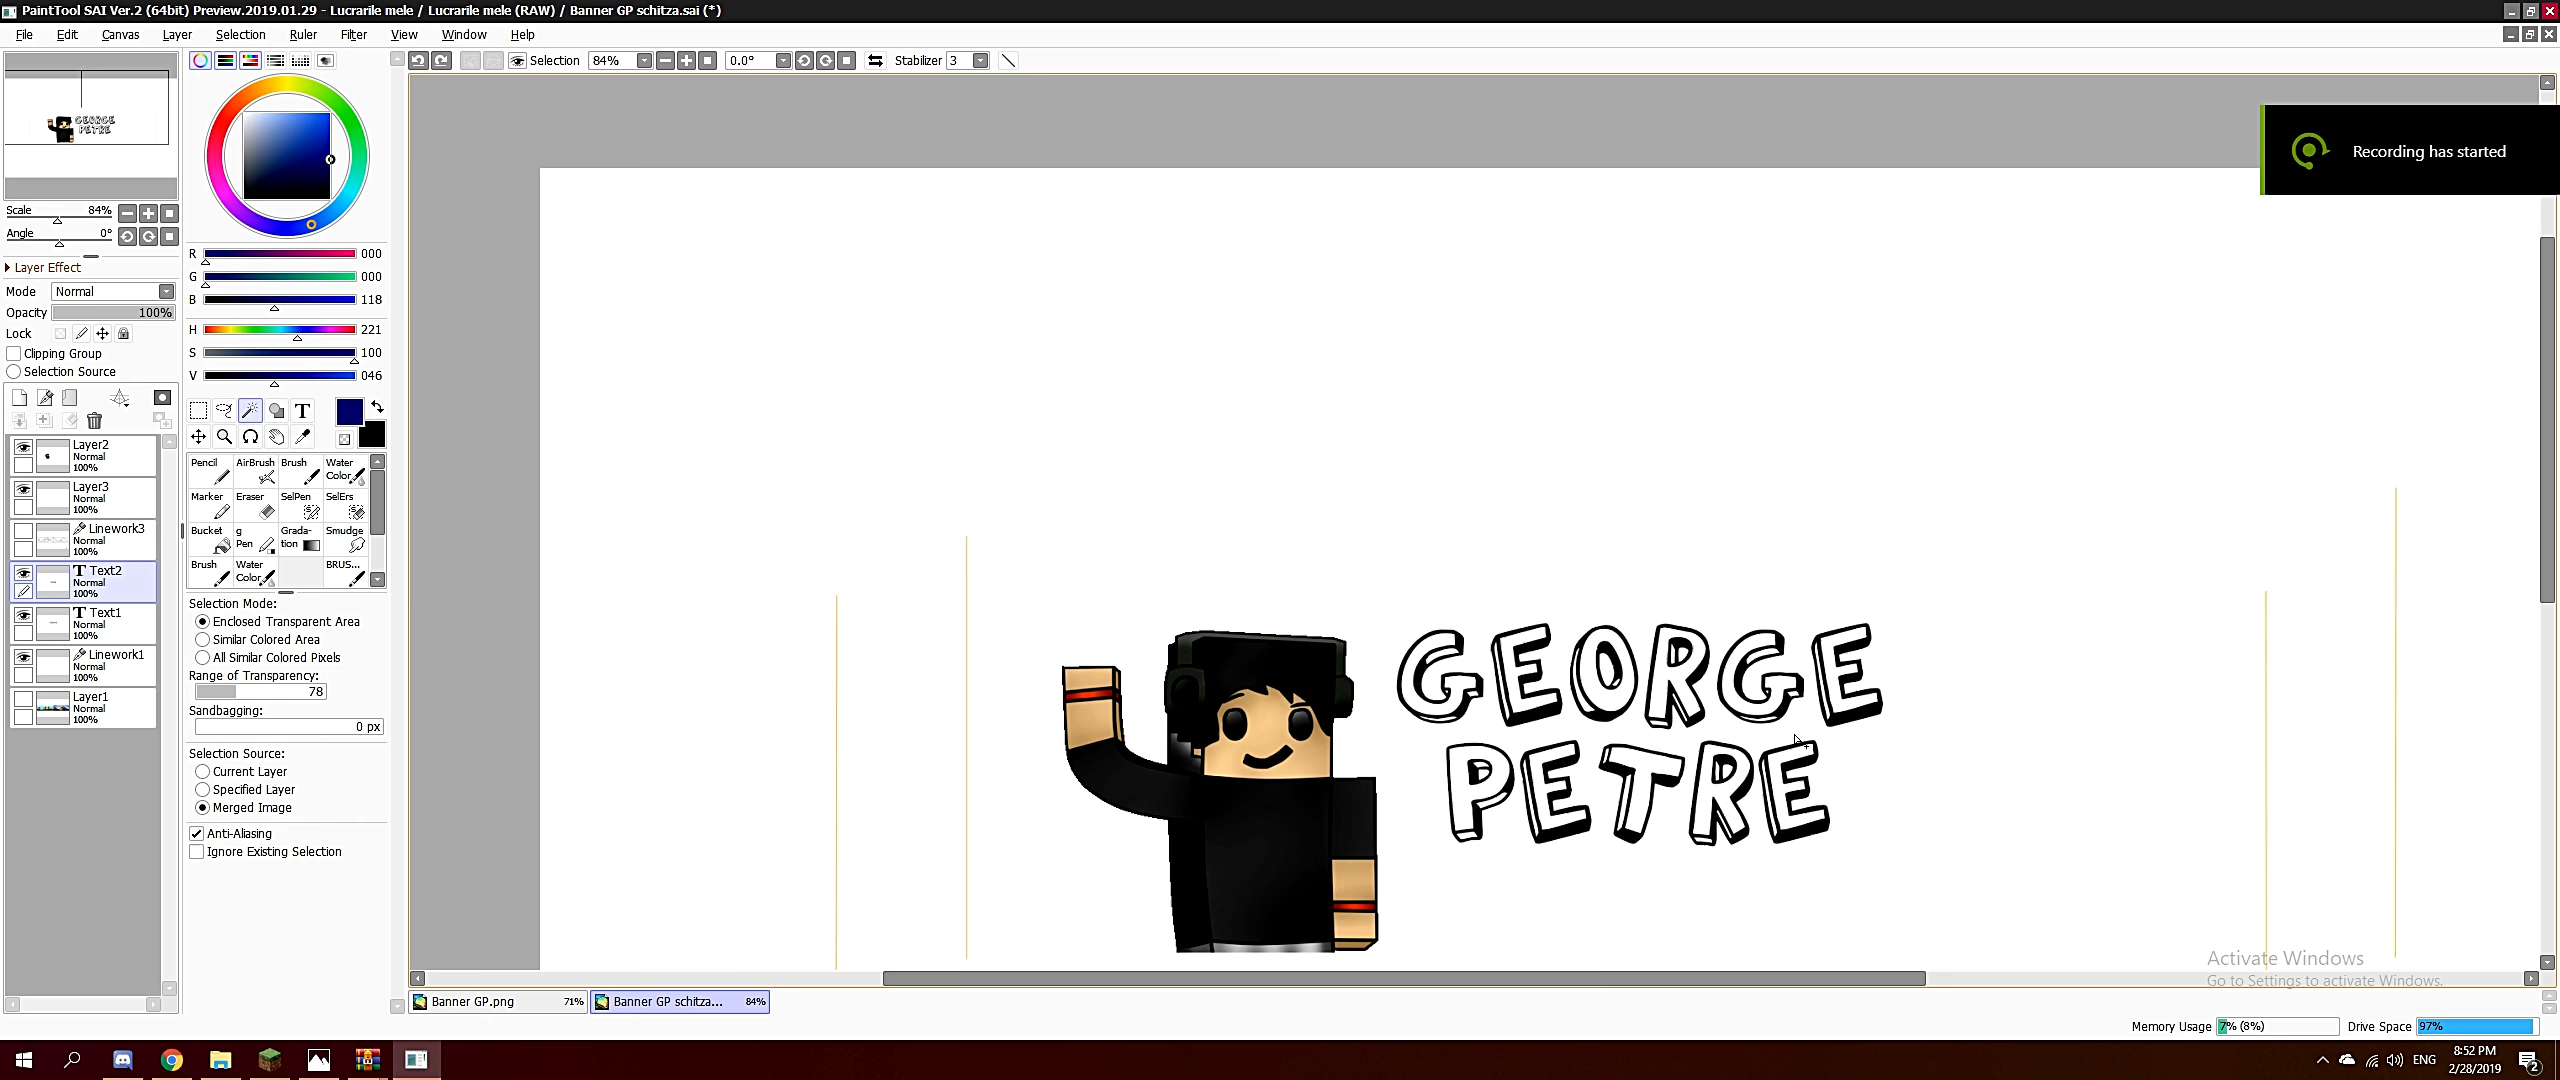 PaintTool SAI Ver.2 (64bit) Preview.2019.01.29 - Lucrarile mele / Lucrarile mele (RAW) / Banner GP schitza.sai (*)
File Edit Canvas Layer Selection Ruler Filter View Window Help
Selection 84% 0.0° Stabilizer 3
Recording has started
GEORGE
PETRE
Scale 84%
Angle 0°
Layer Effect
Mode Normal
Opacity 100%
Lock
Clipping Group
Selection Source
Layer2
Normal
100%
Layer3
Normal
100%
Linework3
Normal
100%
T Text2
Normal
100%
T Text1
Normal
100%
Linework1
Normal
100%
Layer1
Normal
100%
R 000
G 000
B 118
H 221
S 100
V 046
T
Pencil AirBrush Brush Water Color
Marker Eraser SelPen SelErs
Bucket g Pen Grada-tion Smudge
Brush Water Color BRUS...
Selection Mode:
Enclosed Transparent Area
Similar Colored Area
All Similar Colored Pixels
Range of Transparency:
78
Sandbagging:
0 px
Selection Source:
Current Layer
Specified Layer
Merged Image
Anti-Aliasing
Ignore Existing Selection
GEORGE
PETRE
Activate Windows
Go to Settings to activate Windows.
Banner GP.png 71% Banner GP schitza... 84%
Memory Usage 7% (8%) Drive Space 97%
ENG
8:52 PM
2/28/2019
2